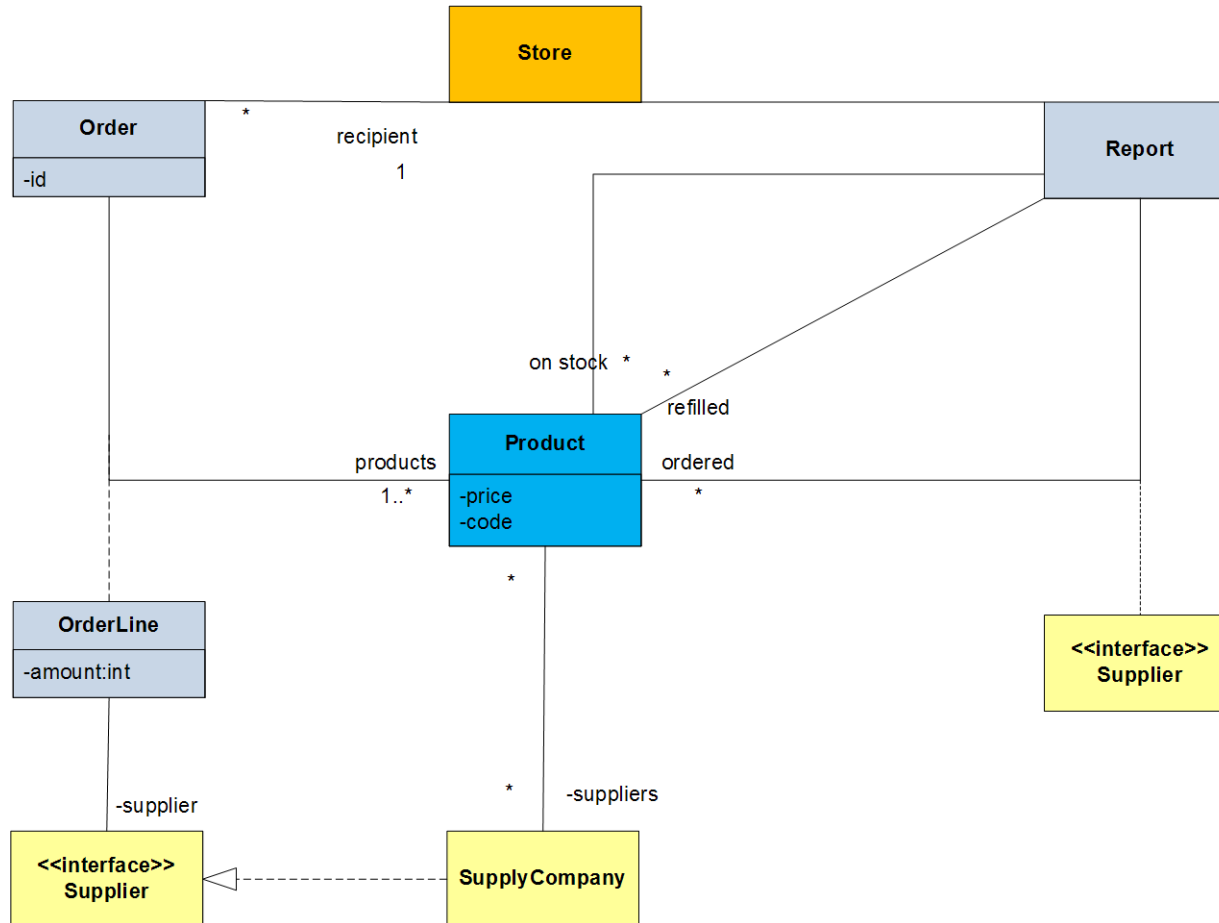 Store
Order
-id
*
recipient
1
Report
on stock *
*
refilled
products
1..*
Product
-price
-code
ordered
*
*
OrderLine
-amount:int
<<interface>>
Supplier
*
-suppliers
-supplier
<<interface>>
Supplier
SupplyCompany